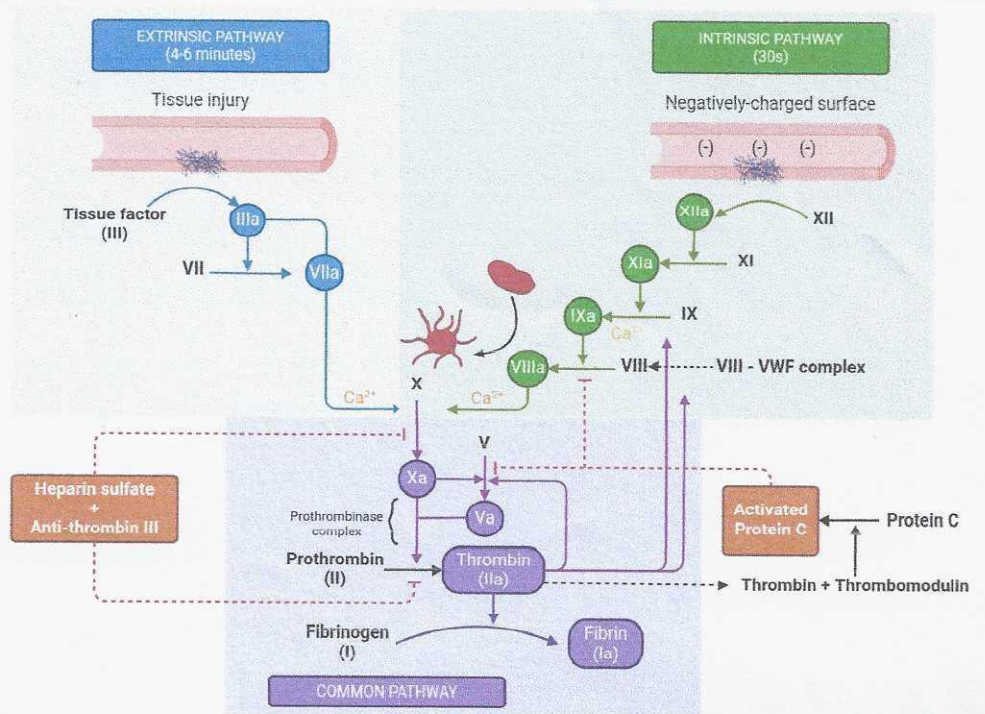 EXTRINSIC PATHWAY
(4-6 minutes)
INTRINSIC PATHWAY
(30s)
Tissue injury
Negatively-charged surface
(-) (-) (-)
Tissue factor
(III)
IIIa
VII
VIIa
XIIa
XII
XIa
XI
IXa
IX
Ca²⁺
VIIIa
VIII
VIII - VWF complex
X
Ca²⁺
Ca²⁺
V
Xa
Va
Heparin sulfate
+
Anti-thrombin III
Prothrombinase
complex
Activated
Protein C
Protein C
Prothrombin
(II)
Thrombin
(IIa)
Thrombin + Thrombomodulin
Fibrinogen
(I)
Fibrin
(Ia)
COMMON PATHWAY